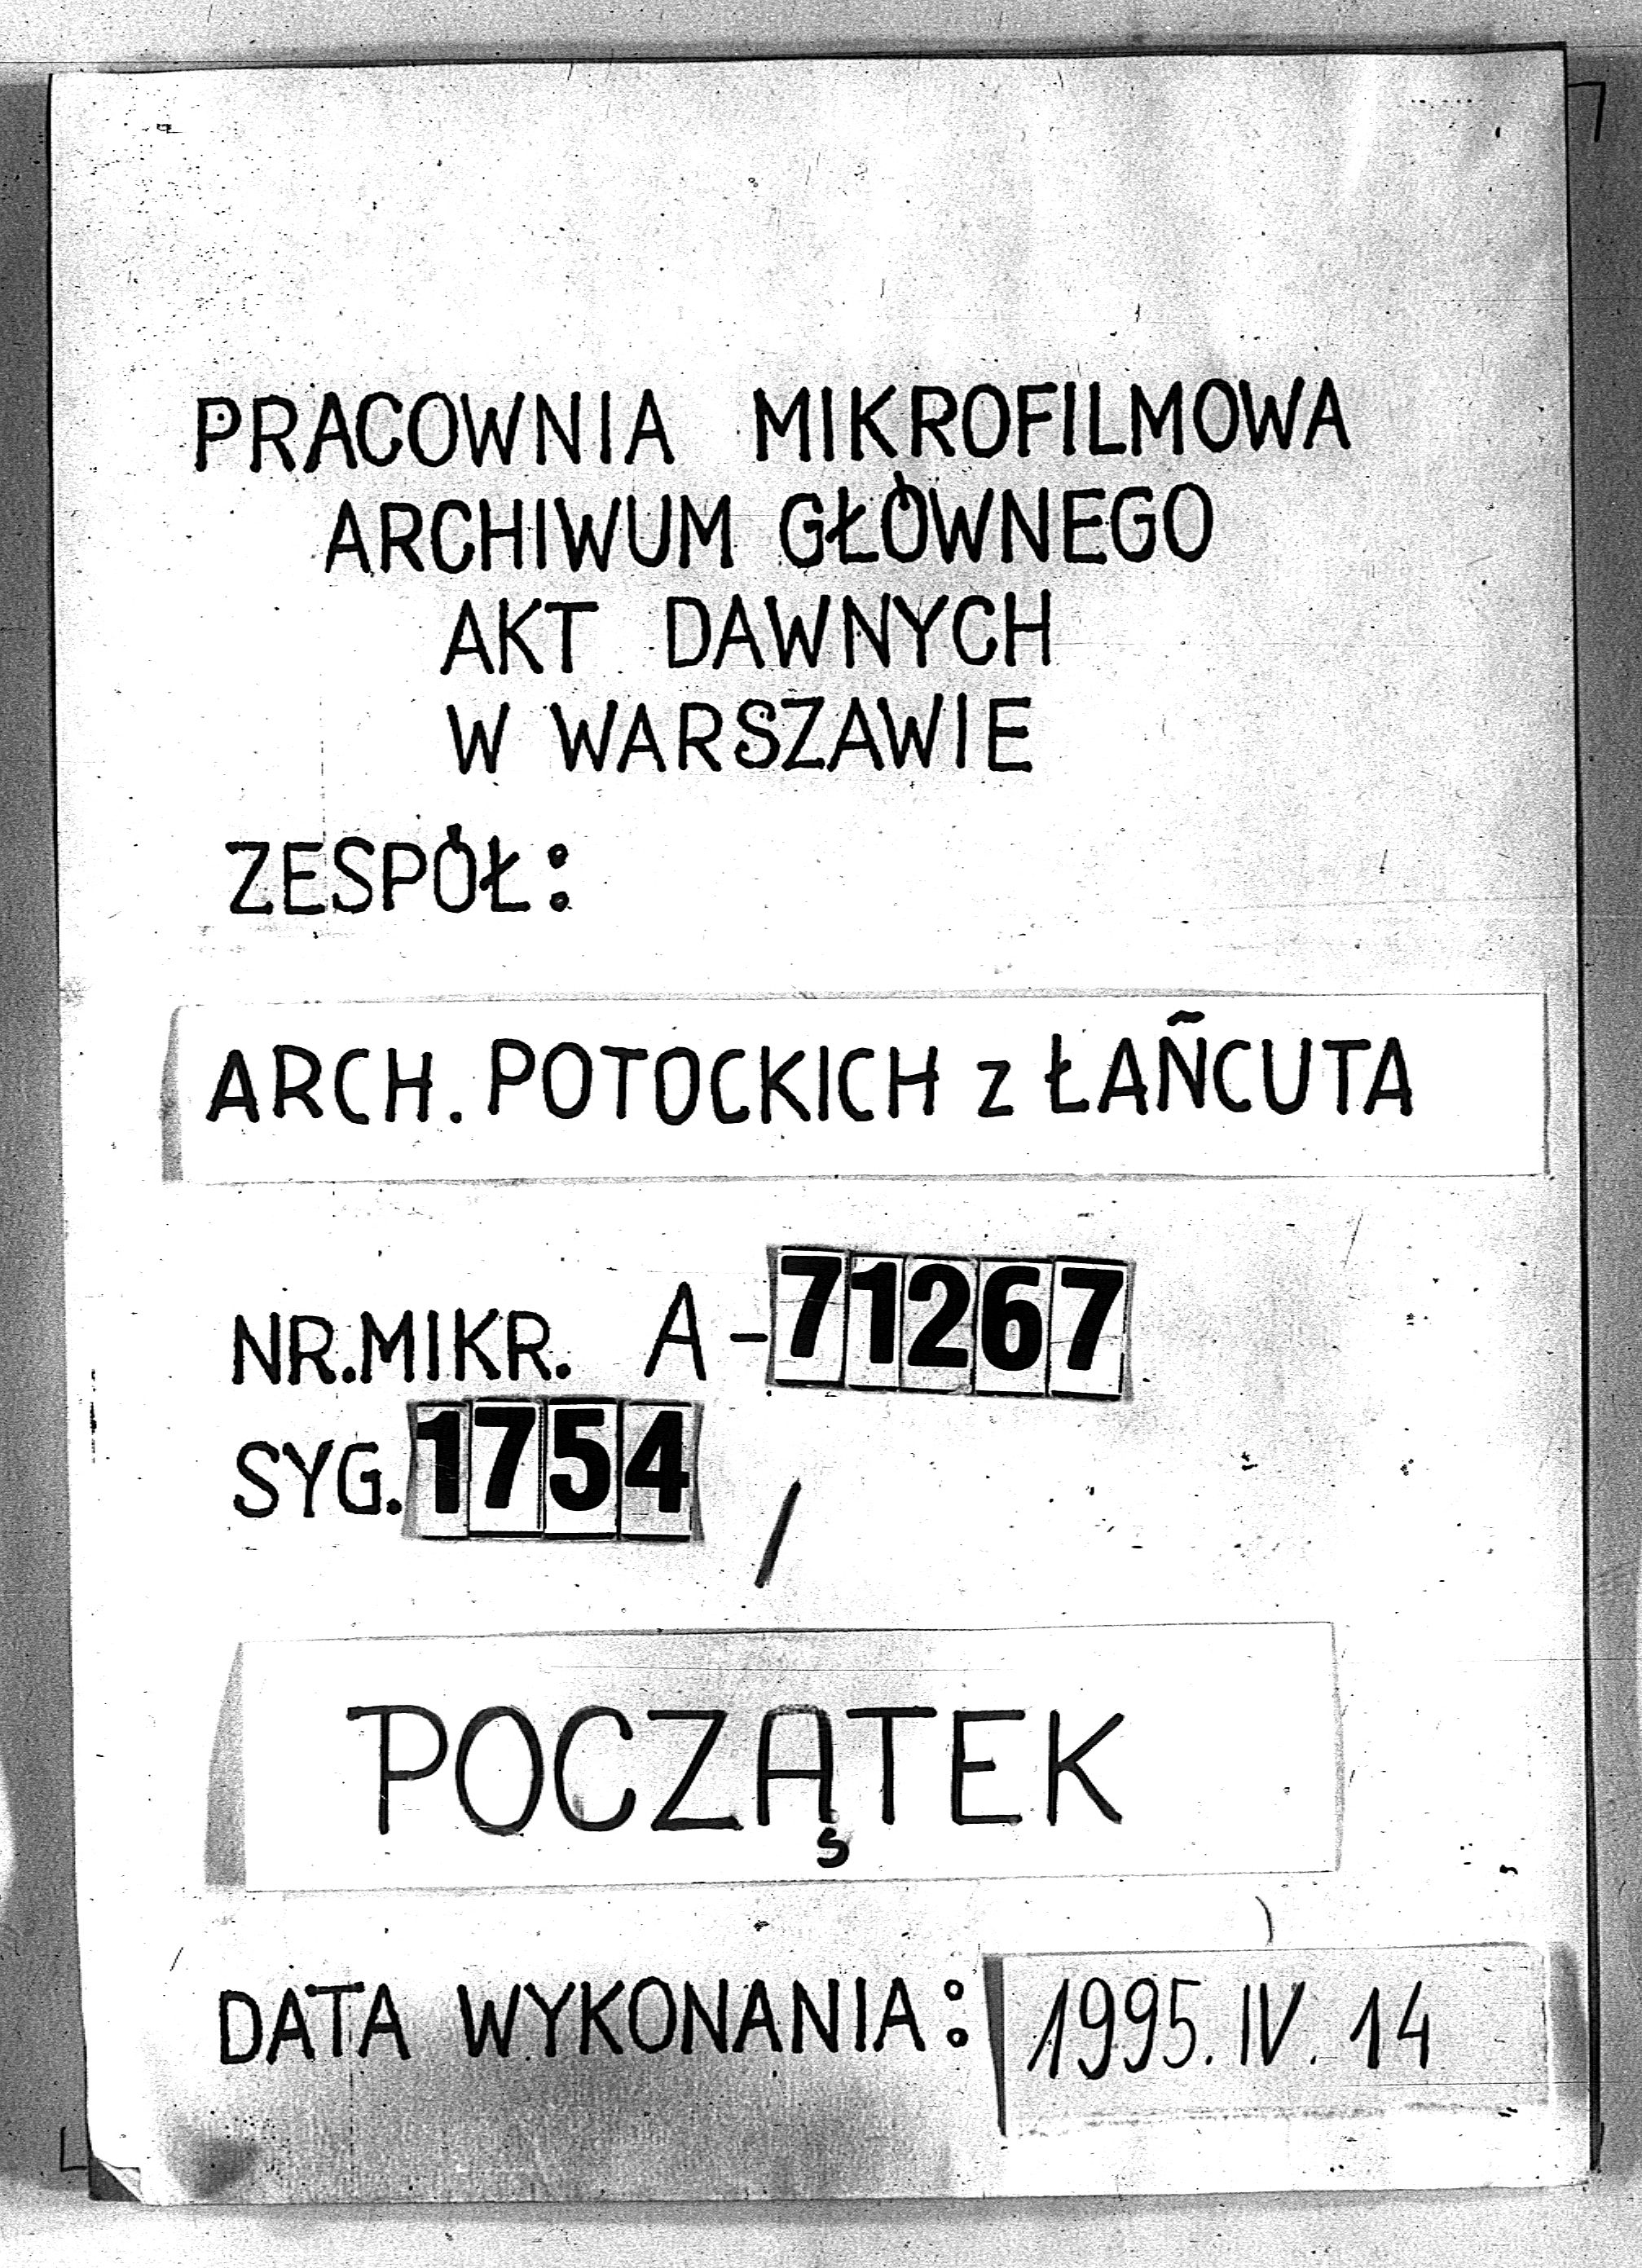 PRACOWNIA MIKROFILMOWA
ARCHIWUM GŁÓWNEGO
AKT DAWNYCH
W WARSZAWIE
ZESPÓŁ:
ARCH. POTOCKICH z ŁAŃCUTA
NR.MIKR. A-71267
SYG. 1754 /
POCZĄTEK
DATA WYKONANIA: 1995. IV. 14